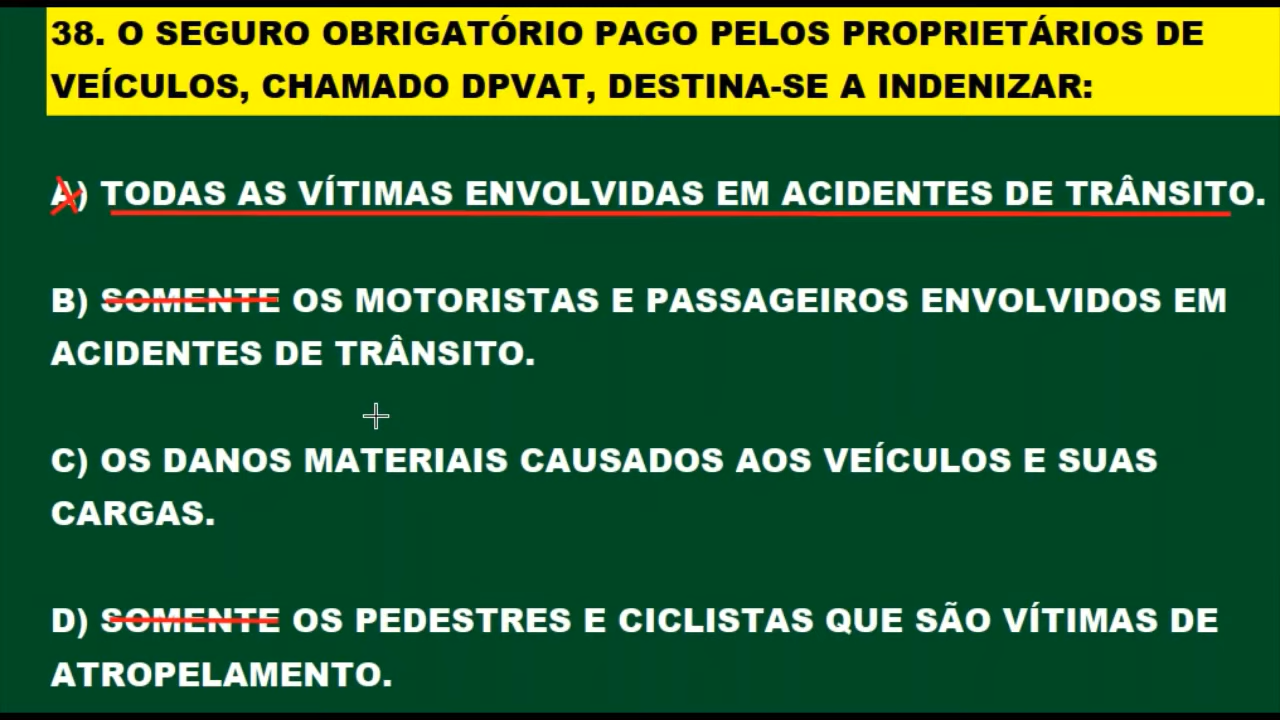 38. O SEGURO OBRIGATÓRIO PAGO PELOS PROPRIETÁRIOS DE
VEÍCULOS, CHAMADO DPVAT, DESTINA-SE A INDENIZAR:
A) TODAS AS VÍTIMAS ENVOLVIDAS EM ACIDENTES DE TRÂNSITO.
B) SOMENTE OS MOTORISTAS E PASSAGEIROS ENVOLVIDOS EM
ACIDENTES DE TRÂNSITO.
C) OS DANOS MATERIAIS CAUSADOS AOS VEÍCULOS E SUAS
CARGAS.
D) SOMENTE OS PEDESTRES E CICLISTAS QUE SÃO VÍTIMAS DE
ATROPELAMENTO.